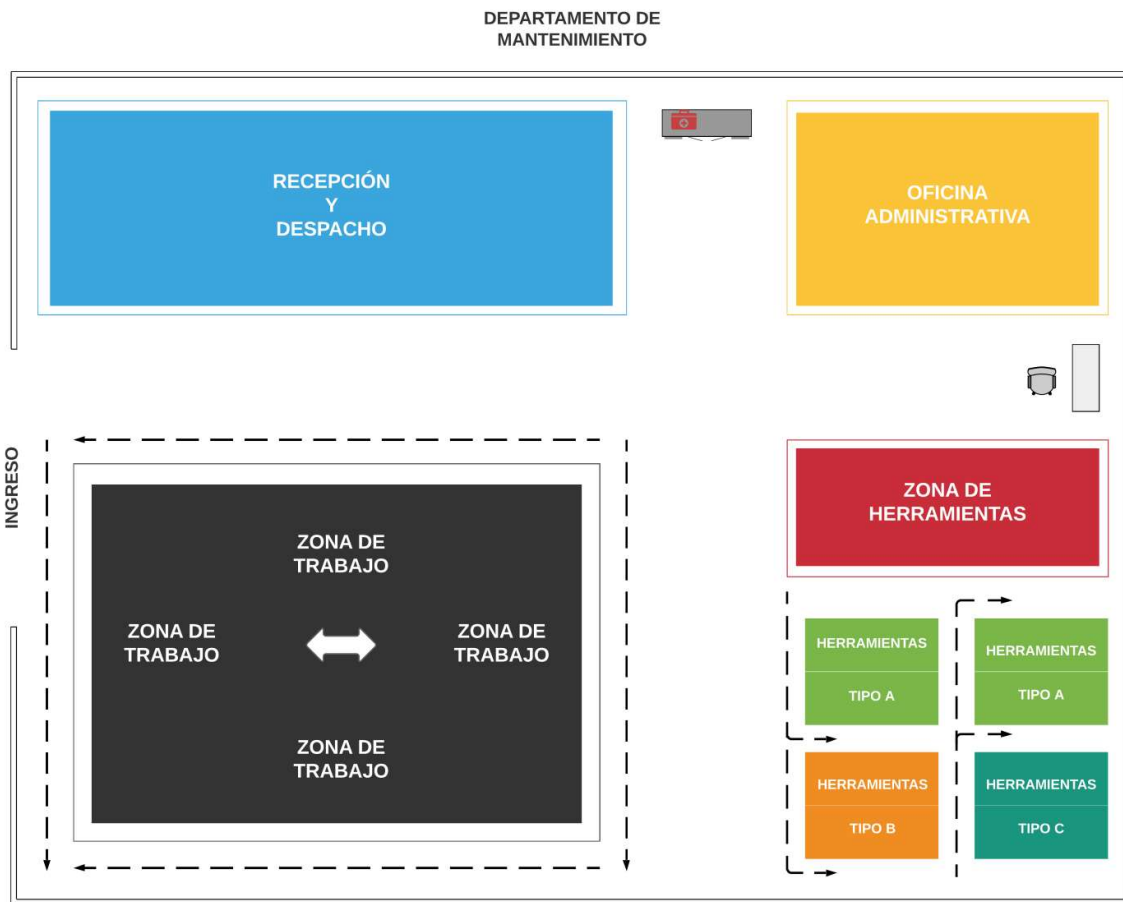 DEPARTAMENTO DE
MANTENIMIENTO
RECEPCIÓN
Y
DESPACHO
OFICINA
ADMINISTRATIVA
INGRESO
ZONA DE
HERRAMIENTAS
ZONA DE
TRABAJO
ZONA DE
TRABAJO
ZONA DE
TRABAJO
ZONA DE
TRABAJO
HERRAMIENTAS
TIPO A
HERRAMIENTAS
TIPO A
HERRAMIENTAS
TIPO B
HERRAMIENTAS
TIPO C